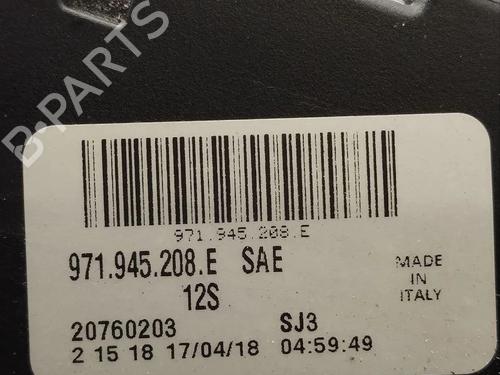 B-PARTS
971.945.208.E
971.945.208.E SAE
12S
MADE
IN
ITALY
20760203 SJ3
2 15 18 17/04/18 04:59:49